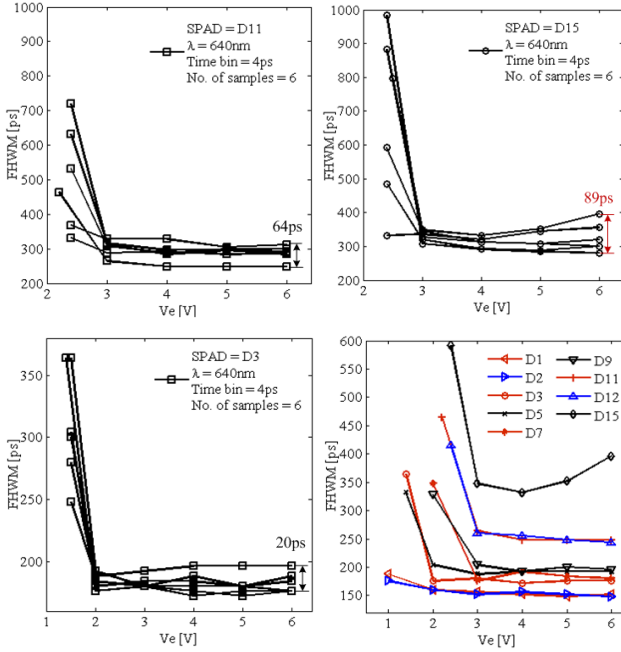 SPAD = D11
λ = 640nm
Time bin = 4ps
No. of samples = 6
64ps
FHWM [ps]
1000
900
800
700
600
500
400
300
200
2 3 4 5 6
Ve [V]
SPAD = D15
λ = 640nm
Time bin = 4ps
No. of samples = 6
89ps
FHWM [ps]
1000
900
800
700
600
500
400
300
200
2 3 4 5 6
Ve [V]
SPAD = D3
λ = 640nm
Time bin = 4ps
No. of samples = 6
20ps
FHWM [ps]
350
300
250
200
1 2 3 4 5 6
Ve [V]
D1
D2
D3
D5
D7
D9
D11
D12
D15
FHWM [ps]
600
550
500
450
400
350
300
250
200
150
1 2 3 4 5 6
Ve [V]